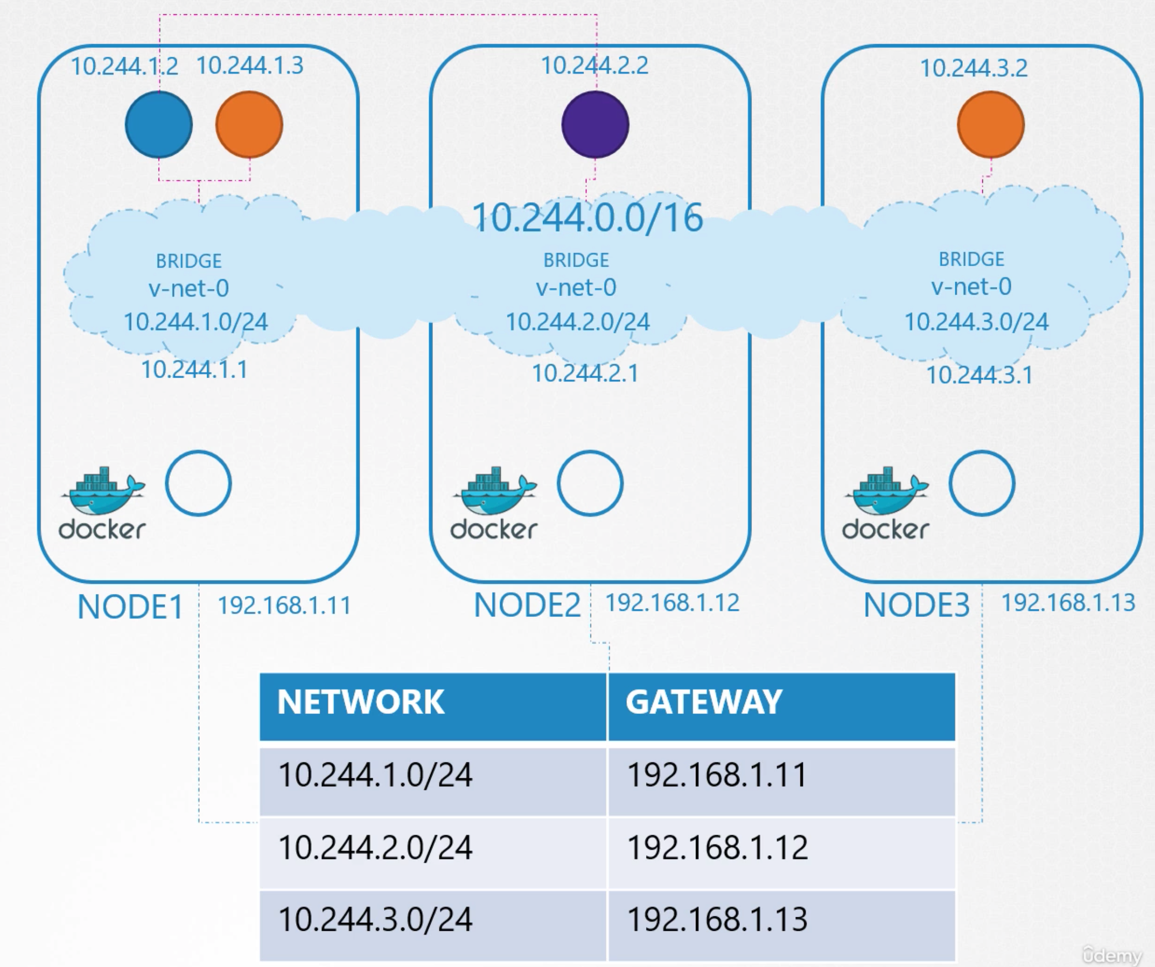 10.244.1.2 10.244.1.3
10.244.2.2
10.244.3.2
10.244.0.0/16
BRIDGE
v-net-0
10.244.1.0/24
10.244.1.1
BRIDGE
v-net-0
10.244.2.0/24
10.244.2.1
BRIDGE
v-net-0
10.244.3.0/24
10.244.3.1
docker
docker
docker
NODE1 192.168.1.11
NODE2 192.168.1.12
NODE3 192.168.1.13
NETWORK GATEWAY
10.244.1.0/24 192.168.1.11
10.244.2.0/24 192.168.1.12
10.244.3.0/24 192.168.1.13
ûdemy